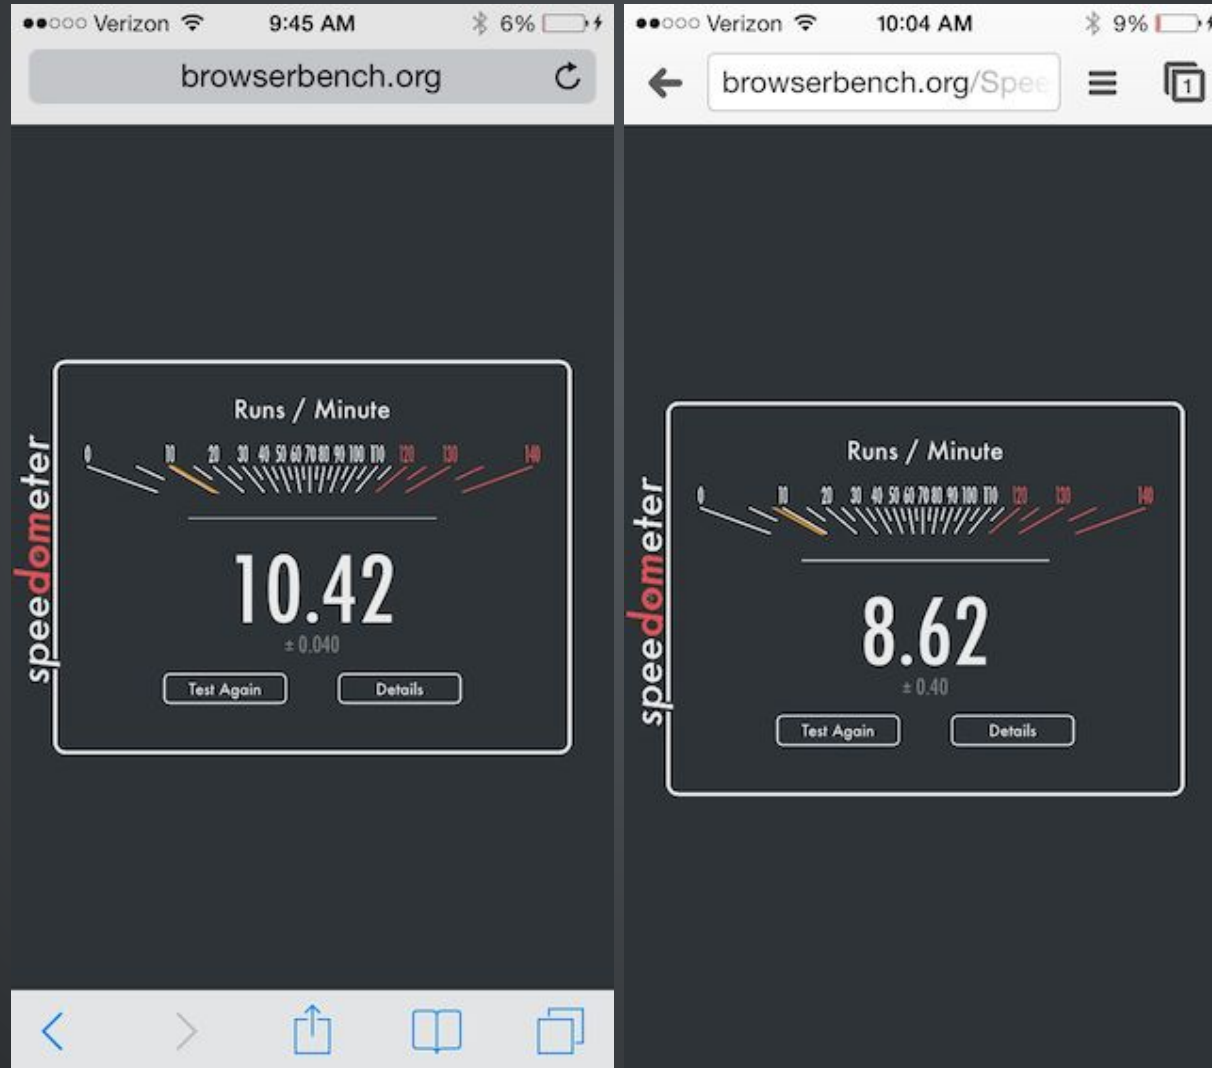 Verizon 9:45 AM 6%
browserbench.org
Runs / Minute
0 10 20 30 40 50 60 70 80 90 100 110 120 130 140
speedometer
10.42
± 0.040
Test Again Details
Verizon 10:04 AM 9%
browserbench.org/Spee
1
Runs / Minute
0 10 20 30 40 50 60 70 80 90 100 110 120 130 140
speedometer
8.62
± 0.40
Test Again Details